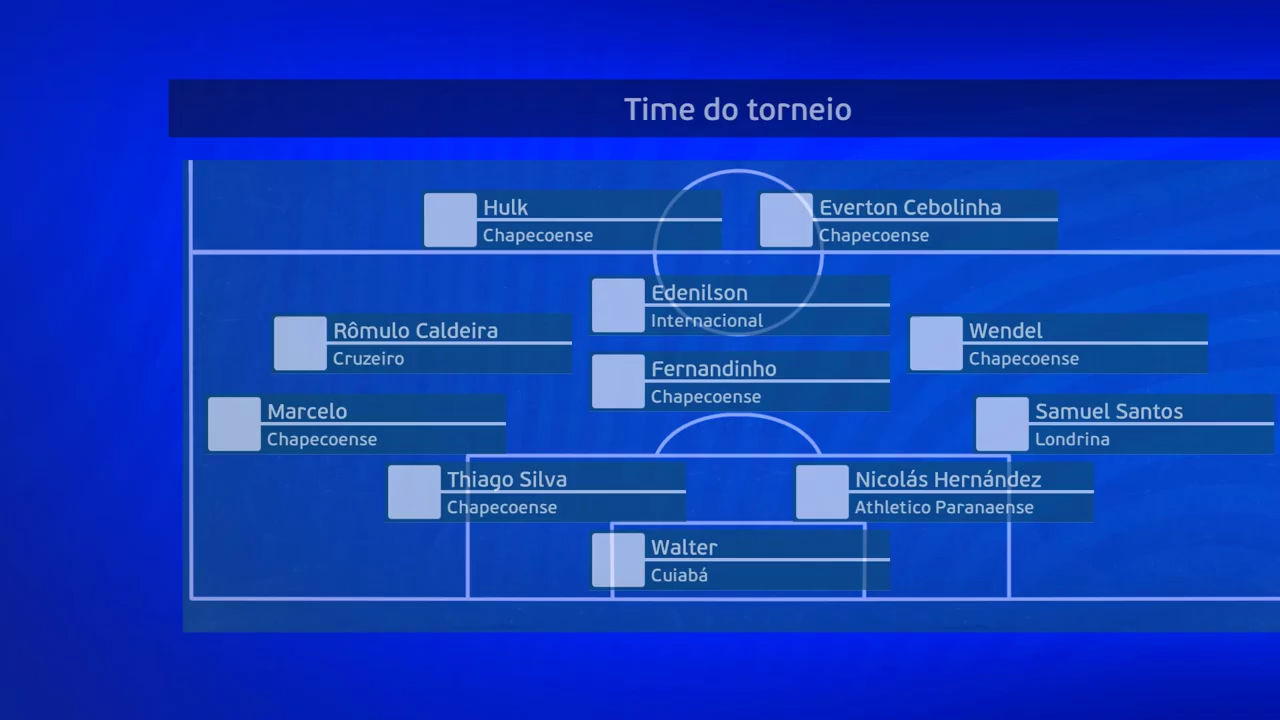 Time do torneio
Hulk
Chapecoense
Everton Cebolinha
Chapecoense
Edenilson
Internacional
Rômulo Caldeira
Cruzeiro
Wendel
Chapecoense
Fernandinho
Chapecoense
Marcelo
Chapecoense
Samuel Santos
Londrina
Thiago Silva
Chapecoense
Nicolás Hernández
Athletico Paranaense
Walter
Cuiabá